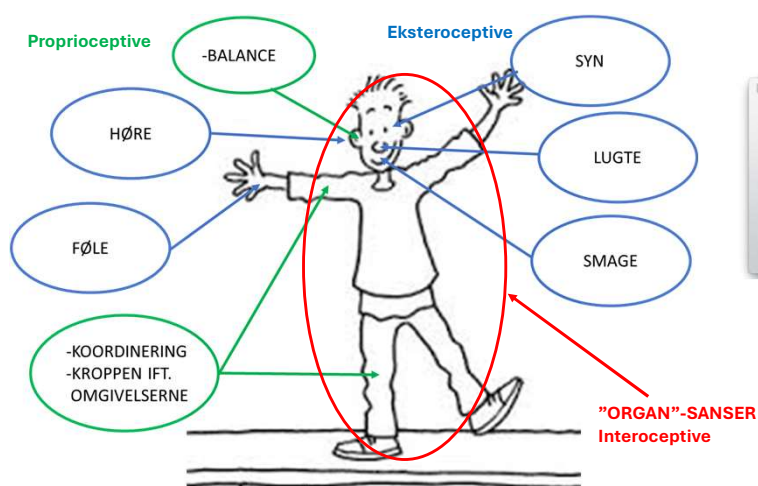 Proprioceptive
Eksteroceptive
-BALANCE
SYN
HØRE
LUGTE
FØLE
SMAGE
-KOORDINERING
-KROPPEN IFT.
OMGIVELSERNE
”ORGAN”-SANSER
Interoceptive